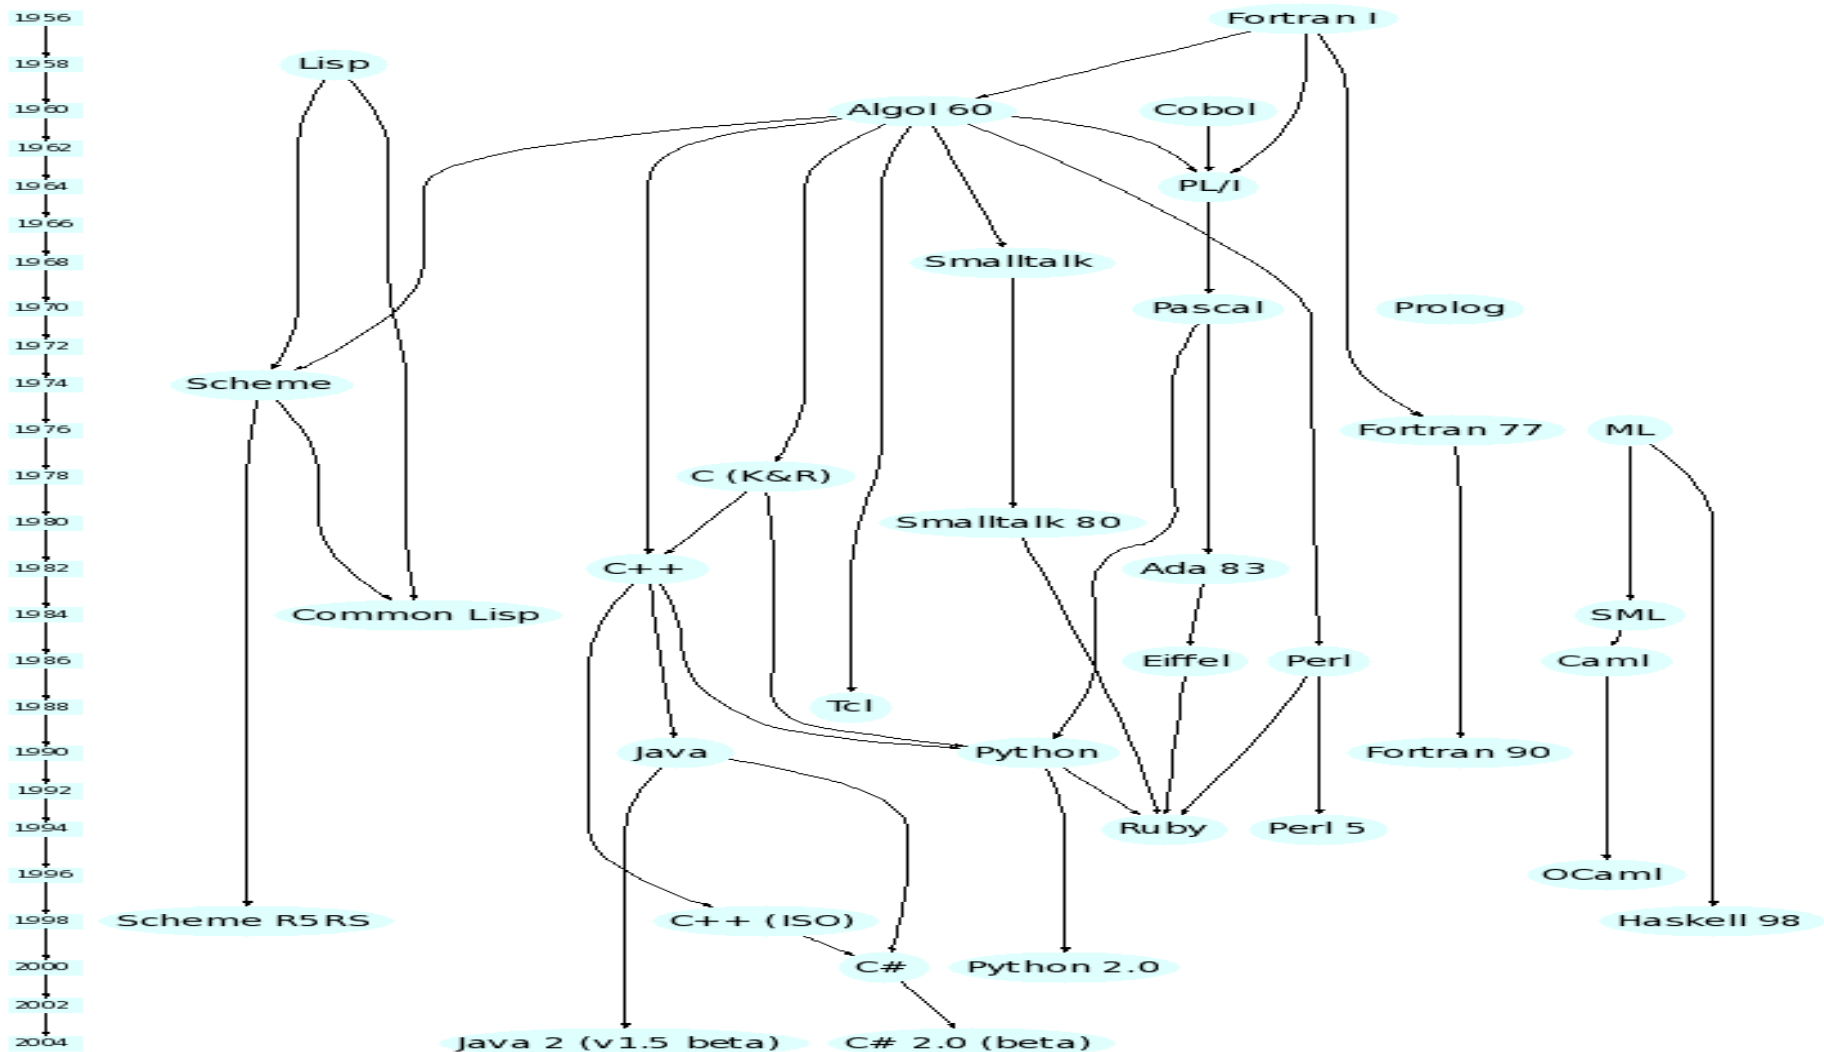 1956 Fortran I
1958 Lisp
1960 Algol 60 Cobol
1962
1964 PL/I
1966
1968 Smalltalk
1970 Pascal Prolog
1972
1974 Scheme
1976 Fortran 77 ML
1978 C (K&R)
1980 Smalltalk 80
1982 C++ Ada 83
1984 Common Lisp SML
1986 Eiffel Perl Caml
1988 Tcl
1990 Java Python Fortran 90
1992
1994 Ruby Perl 5
1996 OCaml
1998 Scheme R5RS C++ (ISO) Haskell 98
2000 C# Python 2.0
2002
2004 Java 2 (v1.5 beta) C# 2.0 (beta)